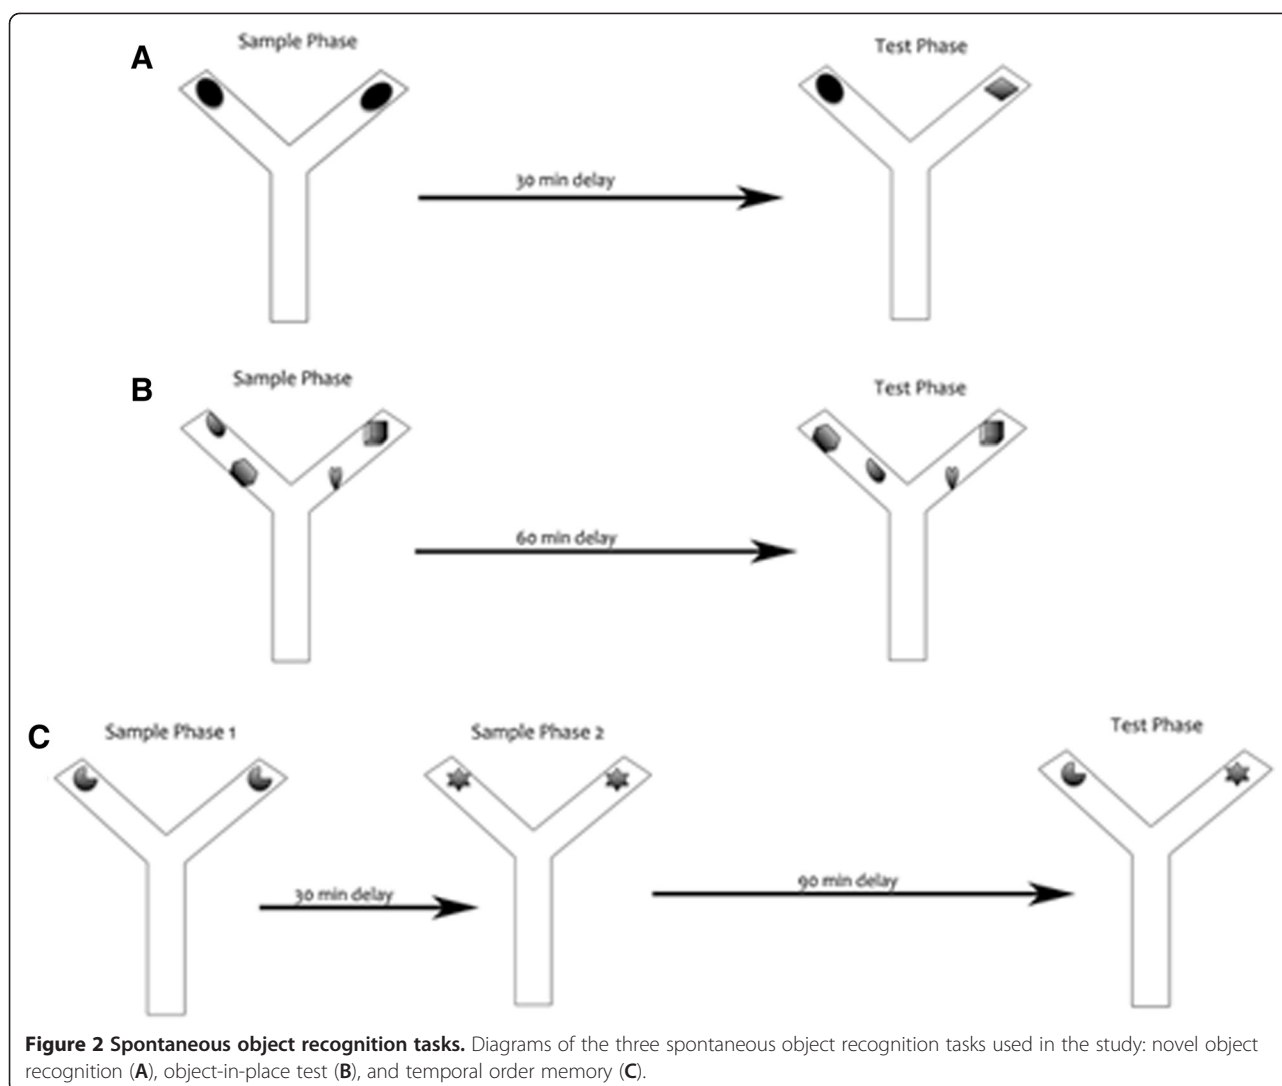 A
Sample Phase
Test Phase
30 min delay
B
Sample Phase
Test Phase
60 min delay
C
Sample Phase 1
Sample Phase 2
Test Phase
30 min delay
90 min delay
Figure 2 Spontaneous object recognition tasks. Diagrams of the three spontaneous object recognition tasks used in the study: novel object
recognition (A), object-in-place test (B), and temporal order memory (C).